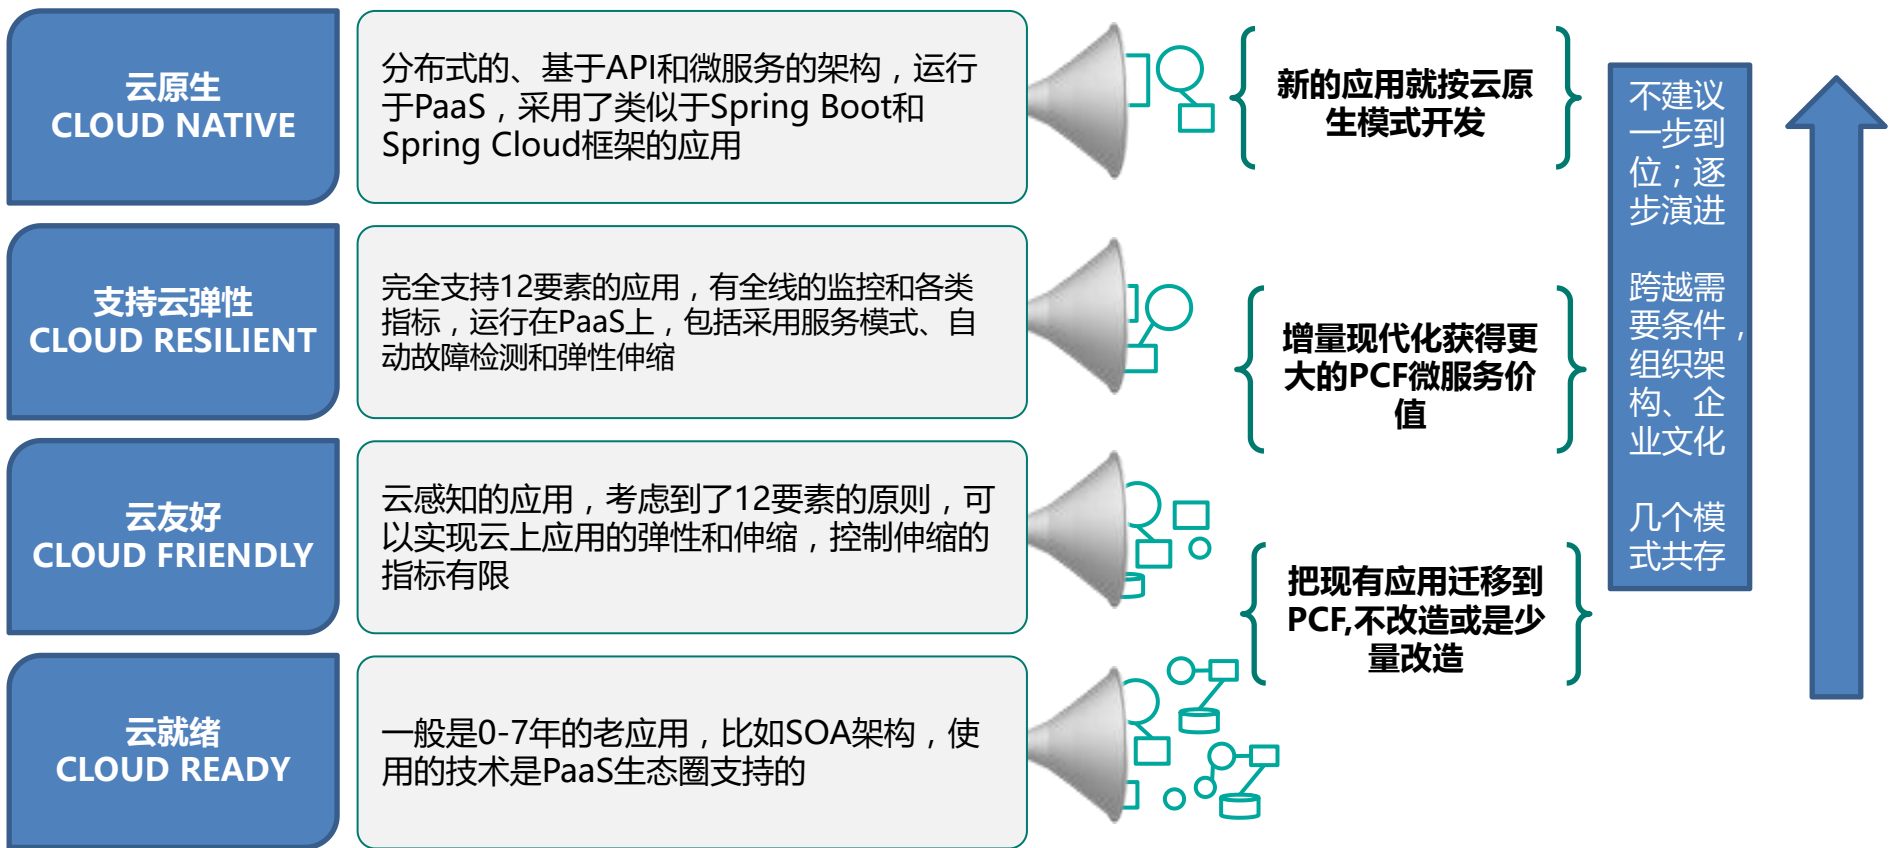 云原生
CLOUD NATIVE
分布式的、基于API和微服务的架构，运行
于PaaS，采用了类似于Spring Boot和
Spring Cloud框架的应用
新的应用就按云原
生模式开发
支持云弹性
CLOUD RESILIENT
完全支持12要素的应用，有全线的监控和各类
指标，运行在PaaS上，包括采用服务模式、自
动故障检测和弹性伸缩
增量现代化获得更
大的PCF微服务价
值
云友好
CLOUD FRIENDLY
云感知的应用，考虑到了12要素的原则，可
以实现云上应用的弹性和伸缩，控制伸缩的
指标有限
把现有应用迁移到
PCF,不改造或是少
量改造
云就绪
CLOUD READY
一般是0-7年的老应用，比如SOA架构，使
用的技术是PaaS生态圈支持的
不建议
一步到
位；逐
步演进
跨越需
要条件，
组织架
构、企
业文化
几个模
式共存